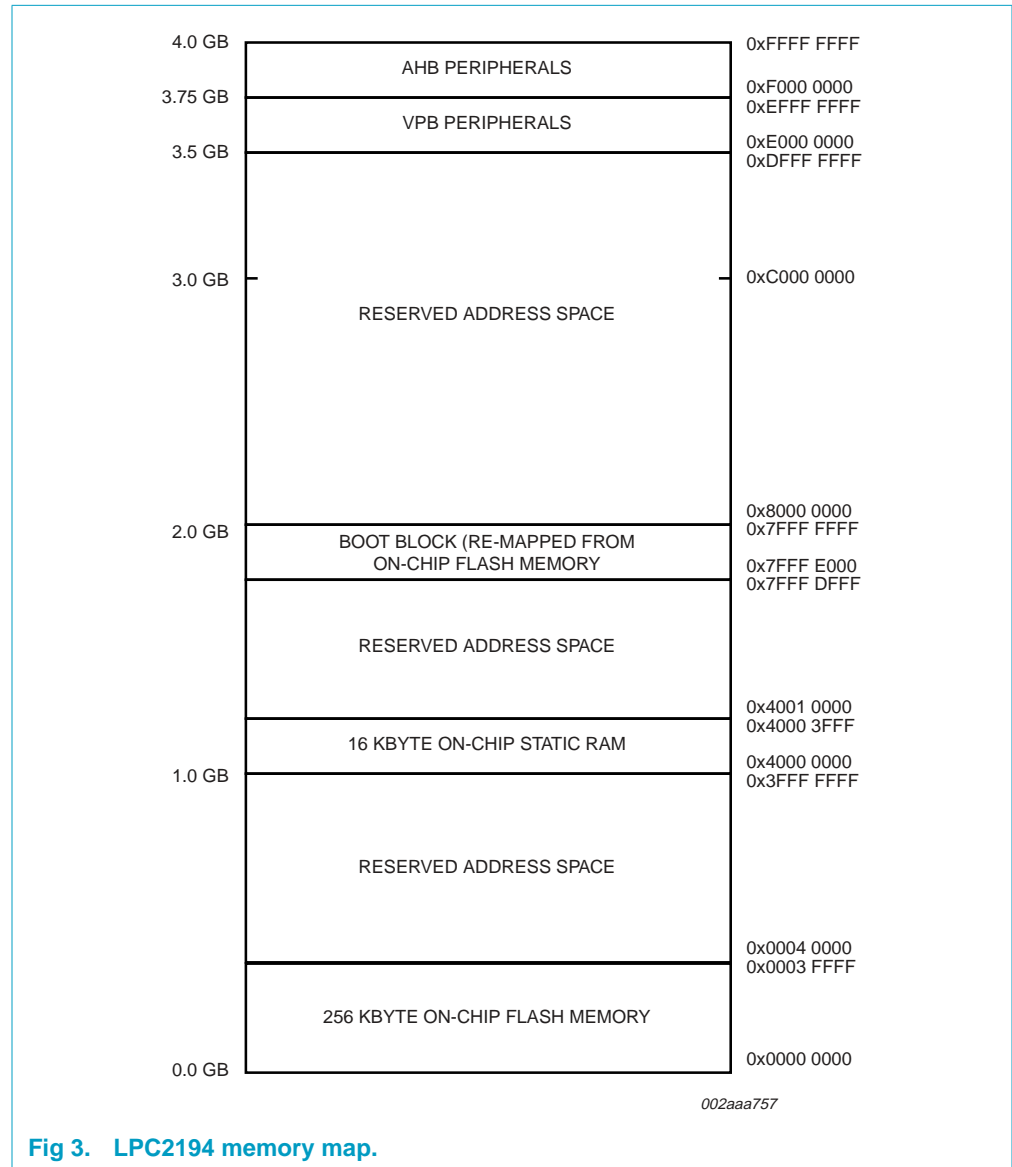 4.0 GB
0xFFFF FFFF
AHB PERIPHERALS
0xF000 0000
3.75 GB
0xEFFF FFFF
VPB PERIPHERALS
0xE000 0000
3.5 GB
0xDFFF FFFF
3.0 GB
0xC000 0000
RESERVED ADDRESS SPACE
0x8000 0000
2.0 GB
0x7FFF FFFF
BOOT BLOCK (RE-MAPPED FROM
ON-CHIP FLASH MEMORY
0x7FFF E000
0x7FFF DFFF
RESERVED ADDRESS SPACE
0x4001 0000
0x4000 3FFF
16 KBYTE ON-CHIP STATIC RAM
0x4000 0000
1.0 GB
0x3FFF FFFF
RESERVED ADDRESS SPACE
0x0004 0000
0x0003 FFFF
256 KBYTE ON-CHIP FLASH MEMORY
0x0000 0000
0.0 GB
002aaa757
Fig 3. LPC2194 memory map.